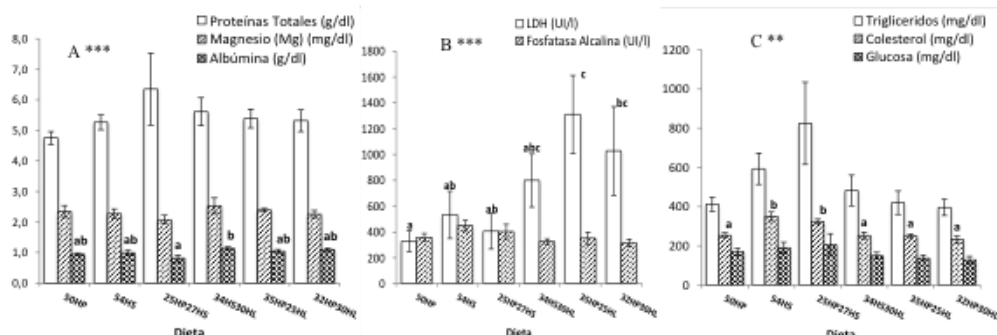 A ***
Proteínas Totales (g/dl)
Magnesio (Mg) (mg/dl)
Albúmina (g/dl)
8,0
7,0
6,0
5,0
4,0
3,0
2,0
1,0
0,0
ab ab a b ab ab
50HP 54HS 25HP27HS 34HS30HL 35HP25HL 32HP30HL
Dieta
B ***
LDH (UI/l)
Fosfatasa Alcalina (UI/l)
1800
1600
1400
1200
1000
800
600
400
200
0
a ab ab abc c bc
50HP 54HS 25HP27HS 34HS30HL 35HP25HL 32HP30HL
Dieta
C **
Trigliceridos (mg/dl)
Colesterol (mg/dl)
Glucosa (mg/dl)
1200
1000
800
600
400
200
0
a b b a a a
50HP 54HS 25HP27HS 34HS30HL 35HP25HL 32HP30HL
Dieta